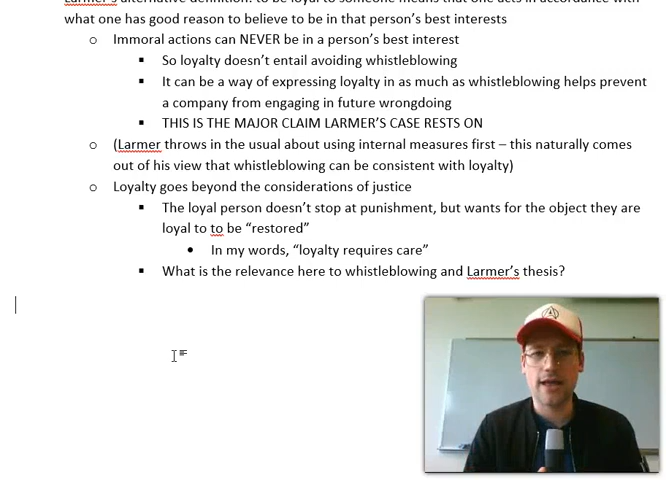 Larmer's alternative definition: to be loyal to someone means that one acts in accordance with
what one has good reason to believe to be in that person's best interests
o Immoral actions can NEVER be in a person's best interest
▪ So loyalty doesn't entail avoiding whistleblowing
▪ It can be a way of expressing loyalty in as much as whistleblowing helps prevent
a company from engaging in future wrongdoing
▪ THIS IS THE MAJOR CLAIM LARMER'S CASE RESTS ON
o (Larmer throws in the usual about using internal measures first – this naturally comes
out of his view that whistleblowing can be consistent with loyalty)
o Loyalty goes beyond the considerations of justice
▪ The loyal person doesn't stop at punishment, but wants for the object they are
loyal to to be "restored"
• In my words, "loyalty requires care"
▪ What is the relevance here to whistleblowing and Larmer's thesis?